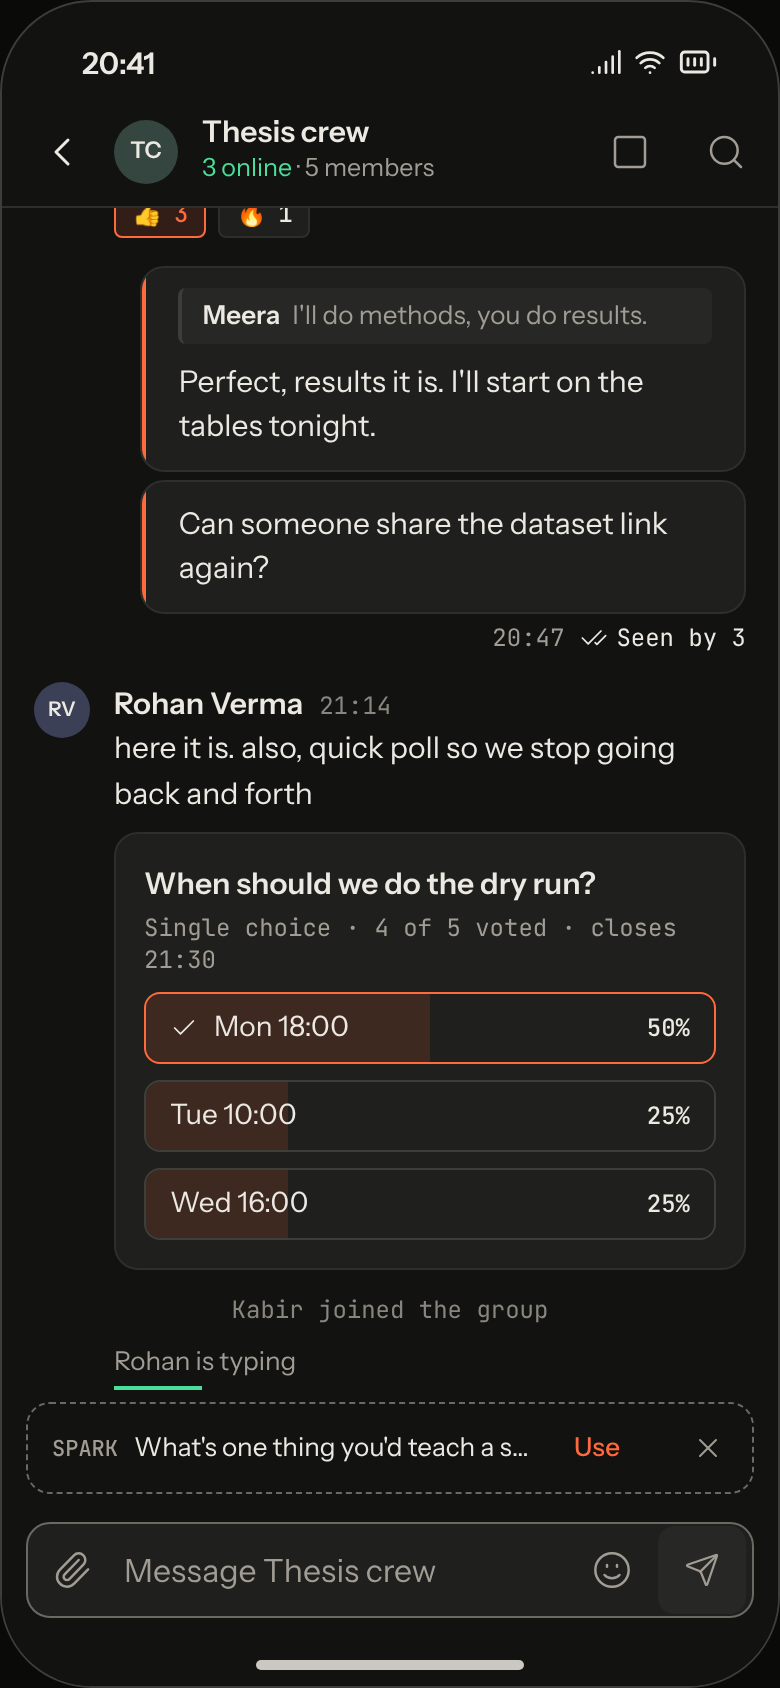 20:41
TC
Thesis crew
3 online · 5 members
👍 3 🔥 1
Meera I'll do methods, you do results.
Perfect, results it is. I'll start on the
tables tonight.
Can someone share the dataset link
again?
20:47 Seen by 3
RV
Rohan Verma 21:14
here it is. also, quick poll so we stop going
back and forth
When should we do the dry run?
Single choice · 4 of 5 voted · closes
21:30
Mon 18:00 50%
Tue 10:00 25%
Wed 16:00 25%
Kabir joined the group
Rohan is typing
SPARK What's one thing you'd teach a s... Use
Message Thesis crew